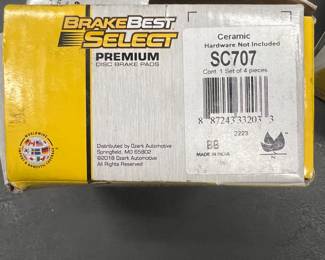 BRAKEBEST
SELECT
PREMIUM
DISC BRAKE PADS
Ceramic
Hardware Not Included
SC707
Cont. 1 Set of 4 pieces
8 87243 33203 3
2223
BB
MADE IN INDIA
Distributed by Ozark Automotive
Springfield, MO 65802
©2018 Ozark Automotive
All Rights Reserved